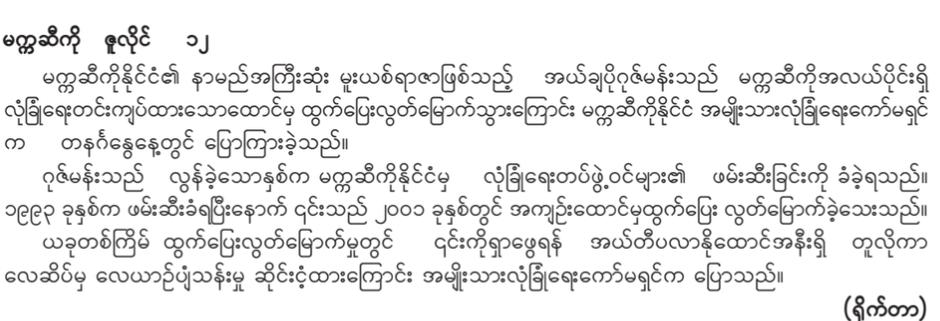 မက္ကဆီကို ဇူလိုင် ၁၂
မက္ကဆီကိုနိုင်ငံ၏ နာမည်အကြီးဆုံး မူးယစ်ရာဇာဖြစ်သည့် အယ်ချပိုဂုဇ်မန်းသည် မက္ကဆီကိုအလယ်ပိုင်းရှိ
လုံခြုံရေးတင်းကျပ်ထားသောထောင်မှ ထွက်ပြေးလွတ်မြောက်သွားကြောင်း မက္ကဆီကိုနိုင်ငံ အမျိုးသားလုံခြုံရေးကော်မရှင်
က တနင်္ဂနွေနေ့တွင် ပြောကြားခဲ့သည်။
ဂုဇ်မန်းသည် လွန်ခဲ့သောနှစ်က မက္ကဆီကိုနိုင်ငံမှ လုံခြုံရေးတပ်ဖွဲ့ဝင်များ၏ ဖမ်းဆီးခြင်းကို ခံခဲ့ရသည်။
၁၉၉၃ ခုနှစ်က ဖမ်းဆီးခံရပြီးနောက် ၎င်းသည် ၂၀၀၁ ခုနှစ်တွင် အကျဉ်းထောင်မှထွက်ပြေး လွတ်မြောက်ခဲ့သေးသည်။
ယခုတစ်ကြိမ် ထွက်ပြေးလွတ်မြောက်မှုတွင် ၎င်းကိုရှာဖွေရန် အယ်တီပလာနိုထောင်အနီးရှိ တူလိုကာ
လေဆိပ်မှ လေယာဉ်ပျံသန်းမှု ဆိုင်းငံ့ထားကြောင်း အမျိုးသားလုံခြုံရေးကော်မရှင်က ပြောသည်။
(ရိုက်တာ)